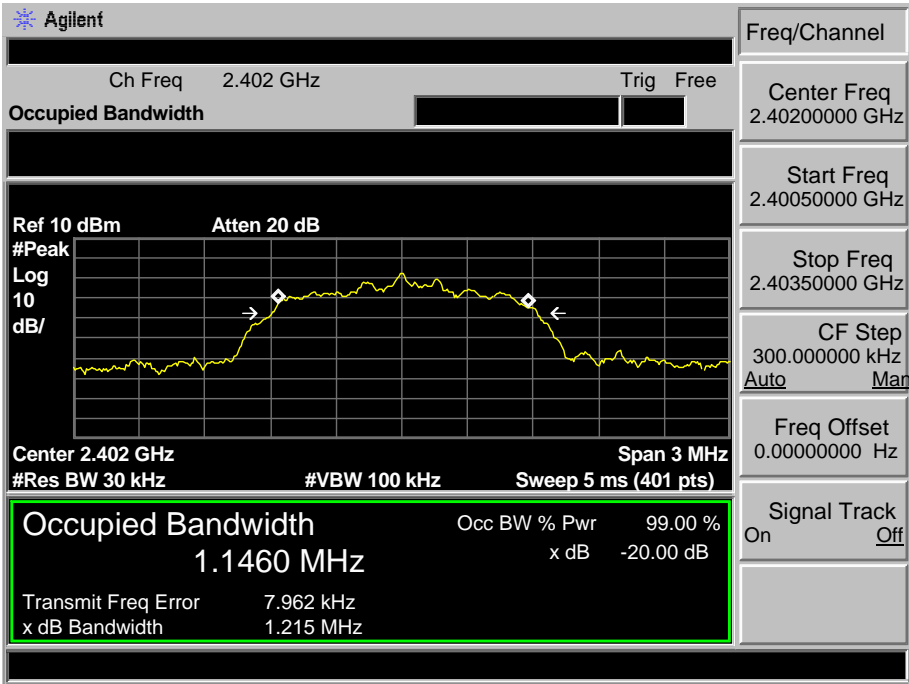 Agilent
Freq/Channel
Ch Freq 2.402 GHz Trig Free
Occupied Bandwidth
Center Freq
2.40200000 GHz
Start Freq
2.40050000 GHz
Stop Freq
2.40350000 GHz
CF Step
300.000000 kHz
Auto Man
Freq Offset
0.00000000 Hz
Signal Track
On Off
Ref 10 dBm Atten 20 dB
#Peak
Log
10
dB/
Center 2.402 GHz Span 3 MHz
#Res BW 30 kHz #VBW 100 kHz Sweep 5 ms (401 pts)
Occupied Bandwidth Occ BW % Pwr 99.00 %
1.1460 MHz x dB -20.00 dB
Transmit Freq Error 7.962 kHz
x dB Bandwidth 1.215 MHz